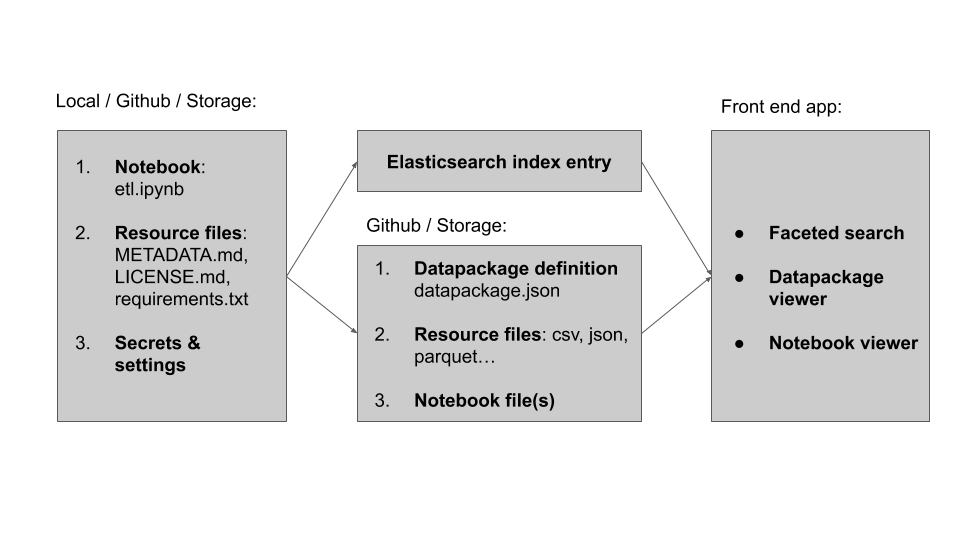 Local / Github / Storage:
1. Notebook:
etl.ipynb
2. Resource files:
METADATA.md,
LICENSE.md,
requirements.txt
3. Secrets &
settings
Elasticsearch index entry
Github / Storage:
1. Datapackage definition
datapackage.json
2. Resource files: csv, json,
parquet…
3. Notebook file(s)
Front end app:
● Faceted search
● Datapackage
viewer
● Notebook viewer